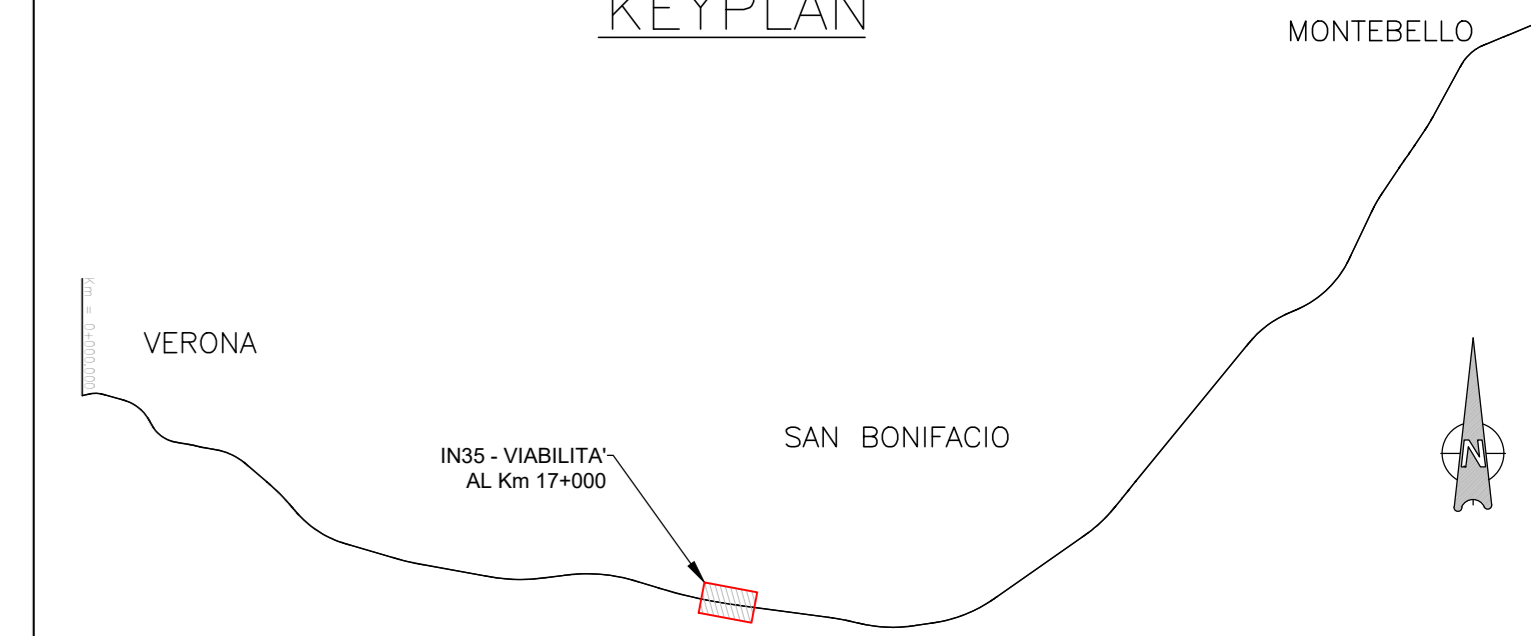 KEYPLAN
MONTEBELLO
Km = 0+000.000
VERONA
SAN BONIFACIO
IN35 - VIABILITA'
AL Km 17+000
N